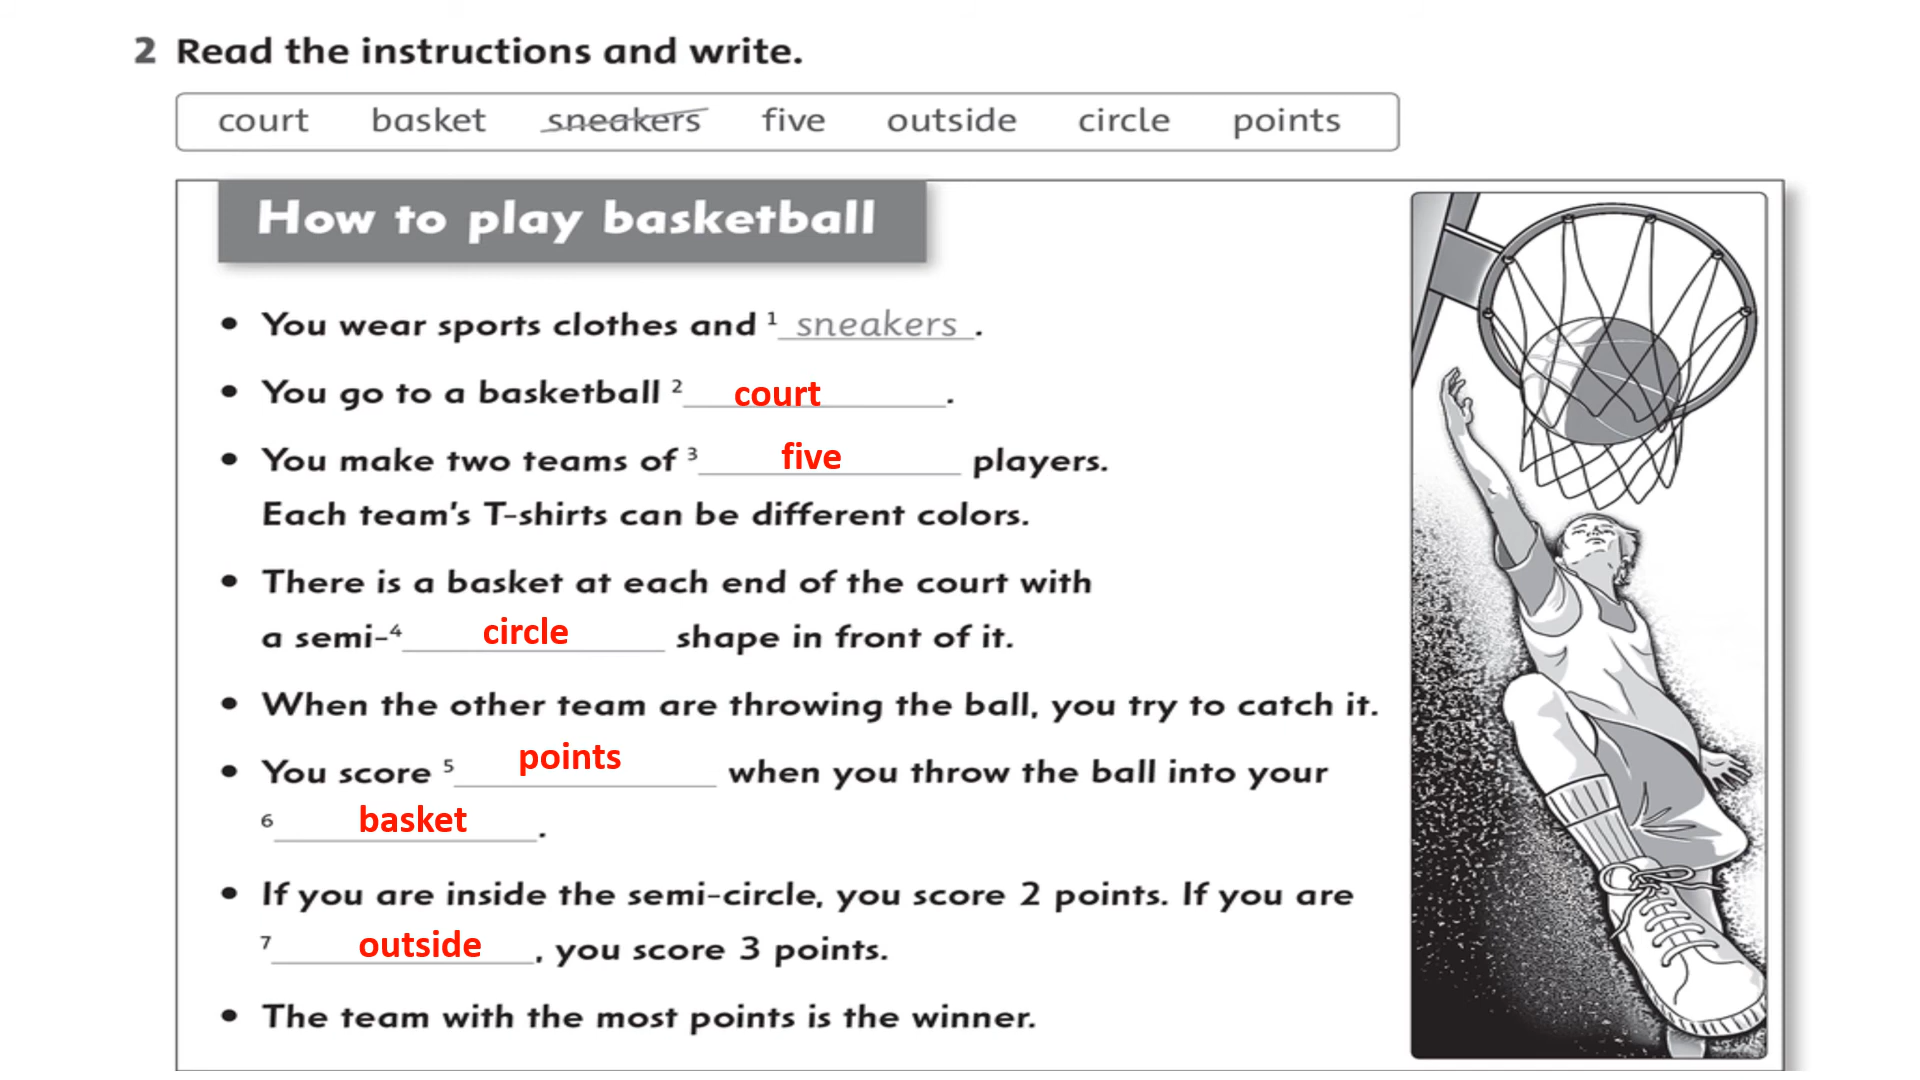 2 Read the instructions and write.
court basket sneakers five outside circle points
How to play basketball
• You wear sports clothes and ¹ sneakers .
• You go to a basketball ² court .
• You make two teams of ³ five players.
Each team's T-shirts can be different colors.
• There is a basket at each end of the court with
a semi-⁴ circle shape in front of it.
• When the other team are throwing the ball, you try to catch it.
• You score ⁵ points when you throw the ball into your
⁶ basket .
• If you are inside the semi-circle, you score 2 points. If you are
⁷ outside , you score 3 points.
• The team with the most points is the winner.